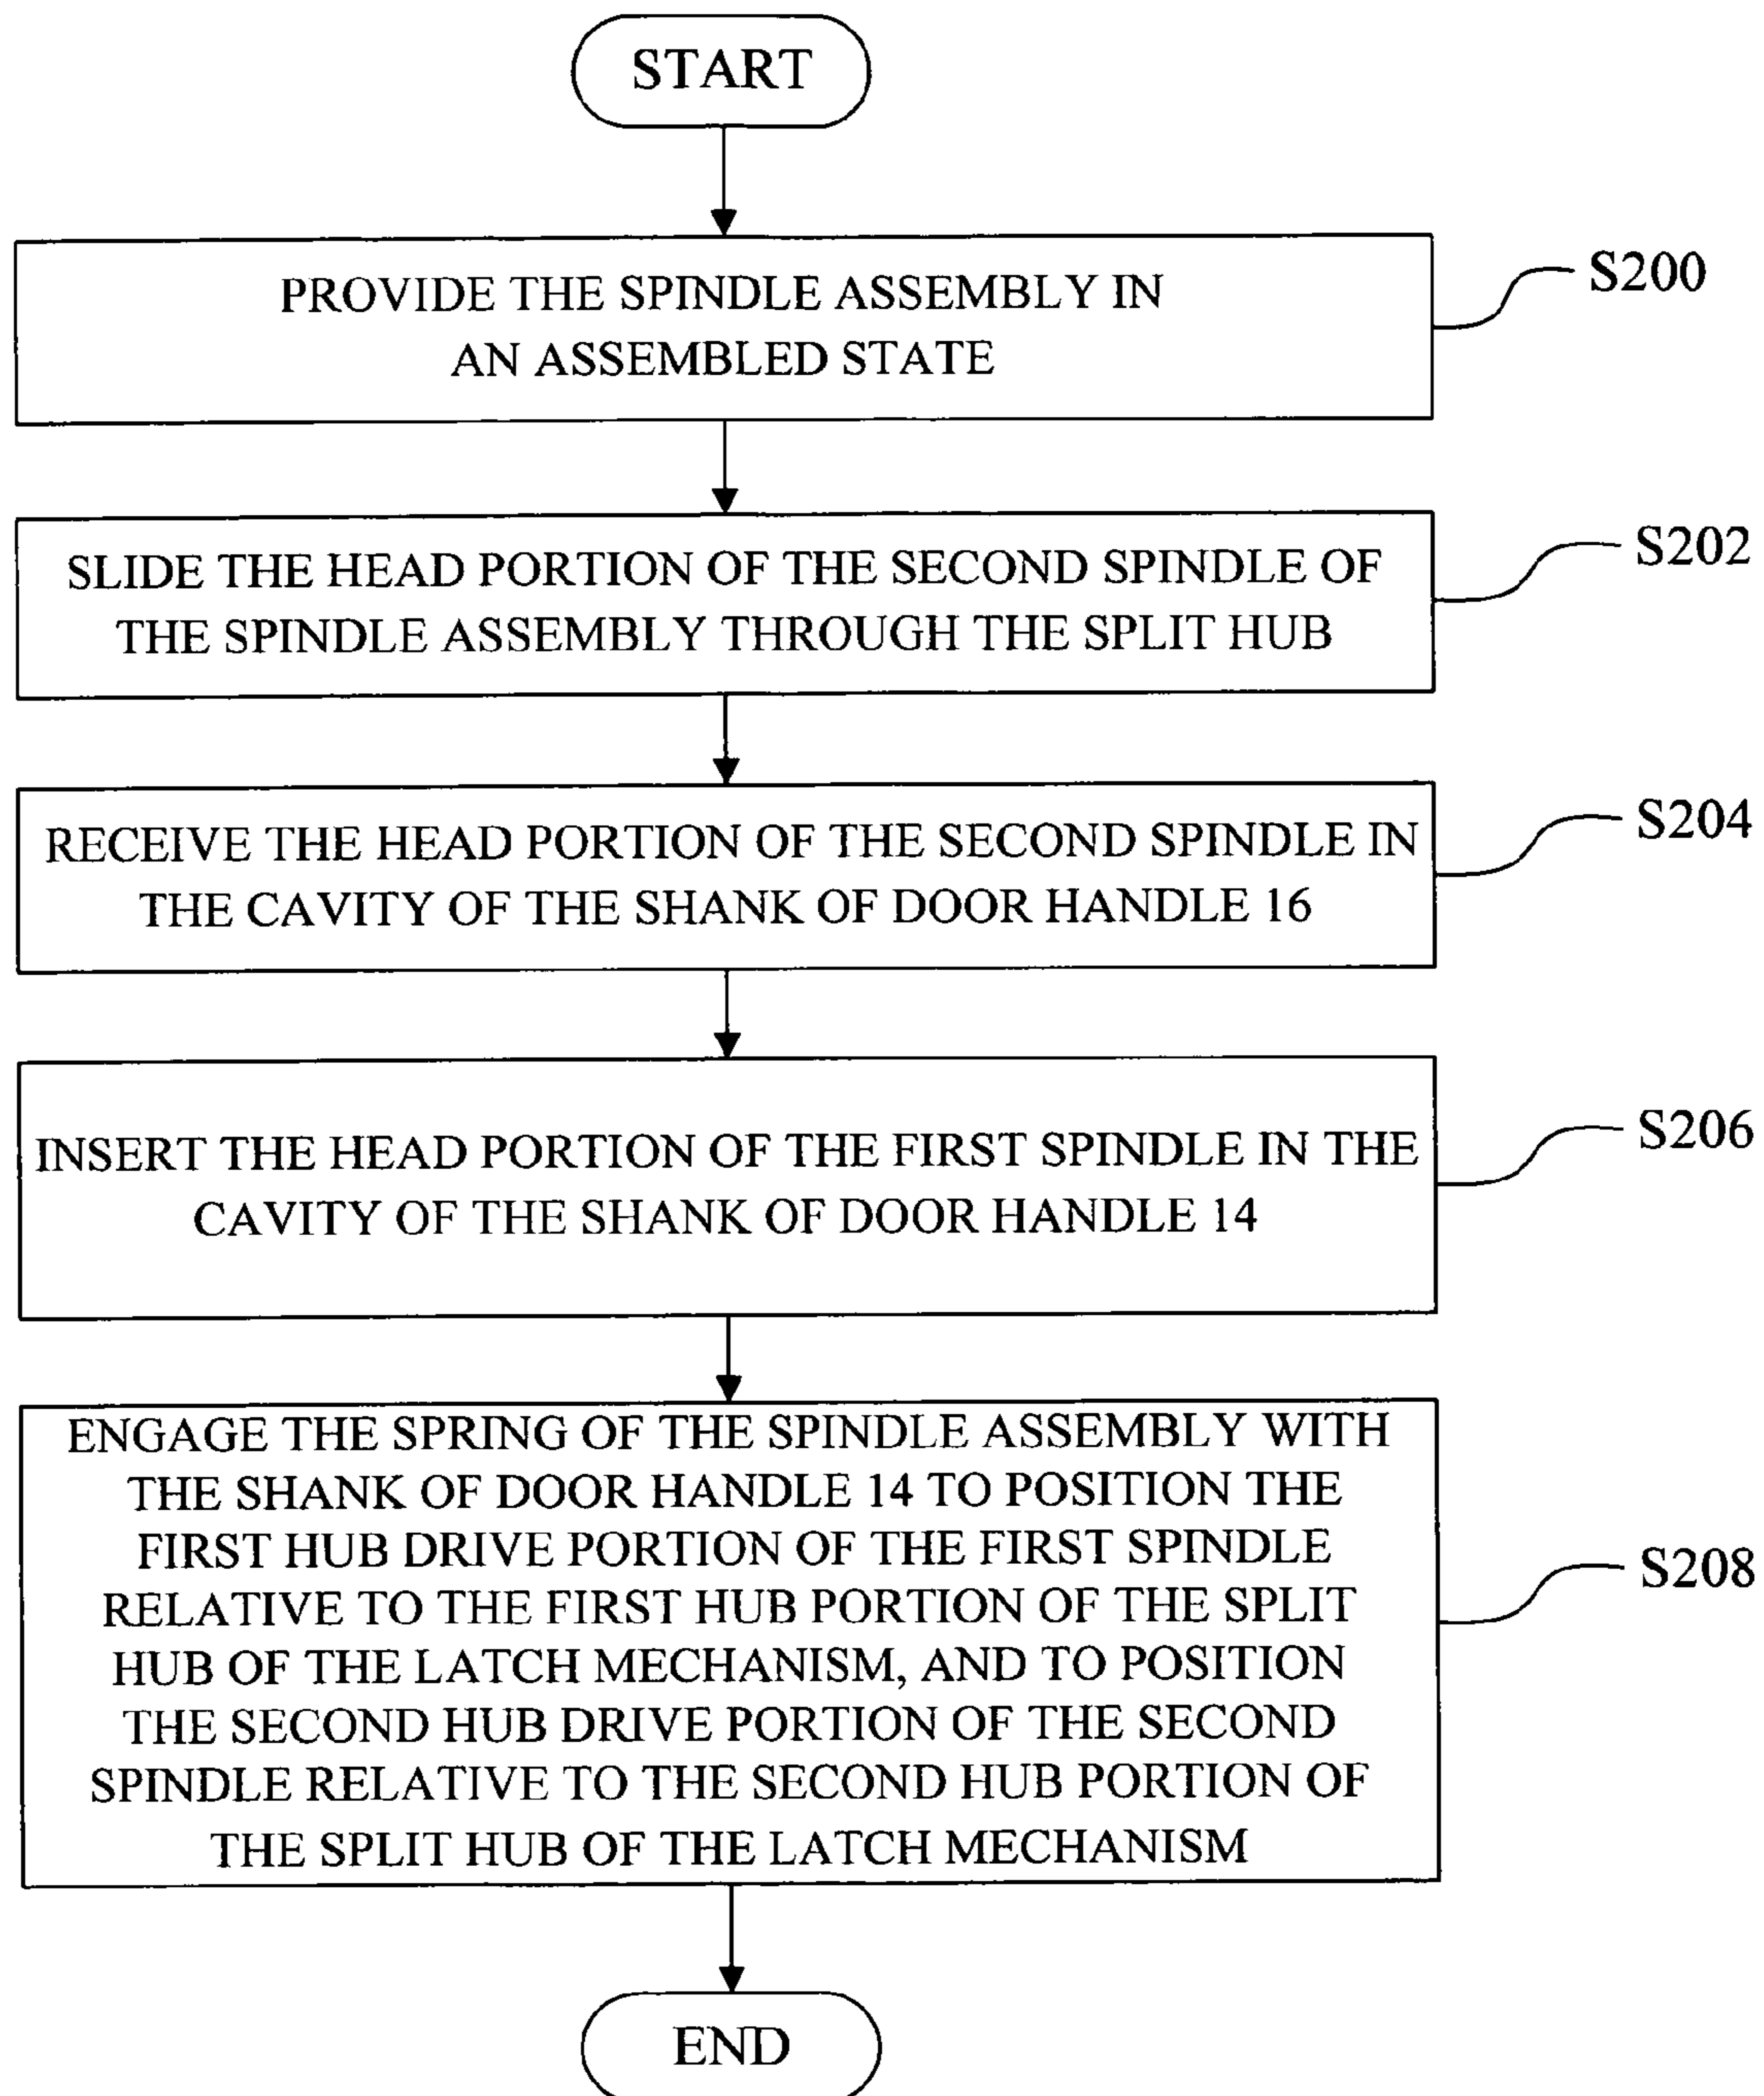 START
PROVIDE THE SPINDLE ASSEMBLY IN
AN ASSEMBLED STATE
S200
SLIDE THE HEAD PORTION OF THE SECOND SPINDLE OF
THE SPINDLE ASSEMBLY THROUGH THE SPLIT HUB
S202
RECEIVE THE HEAD PORTION OF THE SECOND SPINDLE IN
THE CAVITY OF THE SHANK OF DOOR HANDLE 16
S204
INSERT THE HEAD PORTION OF THE FIRST SPINDLE IN THE
CAVITY OF THE SHANK OF DOOR HANDLE 14
S206
ENGAGE THE SPRING OF THE SPINDLE ASSEMBLY WITH
THE SHANK OF DOOR HANDLE 14 TO POSITION THE
FIRST HUB DRIVE PORTION OF THE FIRST SPINDLE
RELATIVE TO THE FIRST HUB PORTION OF THE SPLIT
HUB OF THE LATCH MECHANISM, AND TO POSITION
THE SECOND HUB DRIVE PORTION OF THE SECOND
SPINDLE RELATIVE TO THE SECOND HUB PORTION OF
THE SPLIT HUB OF THE LATCH MECHANISM
S208
END